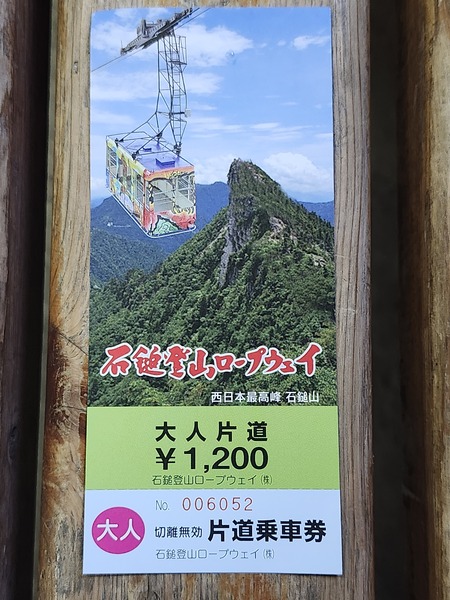 石鎚登山ロープウェイ
西日本最高峰 石鎚山
大人片道
¥1,200
石鎚登山ロープウェイ㈱
No. 006052
大人 切離無効 片道乗車券
石鎚登山ロープウェイ㈱